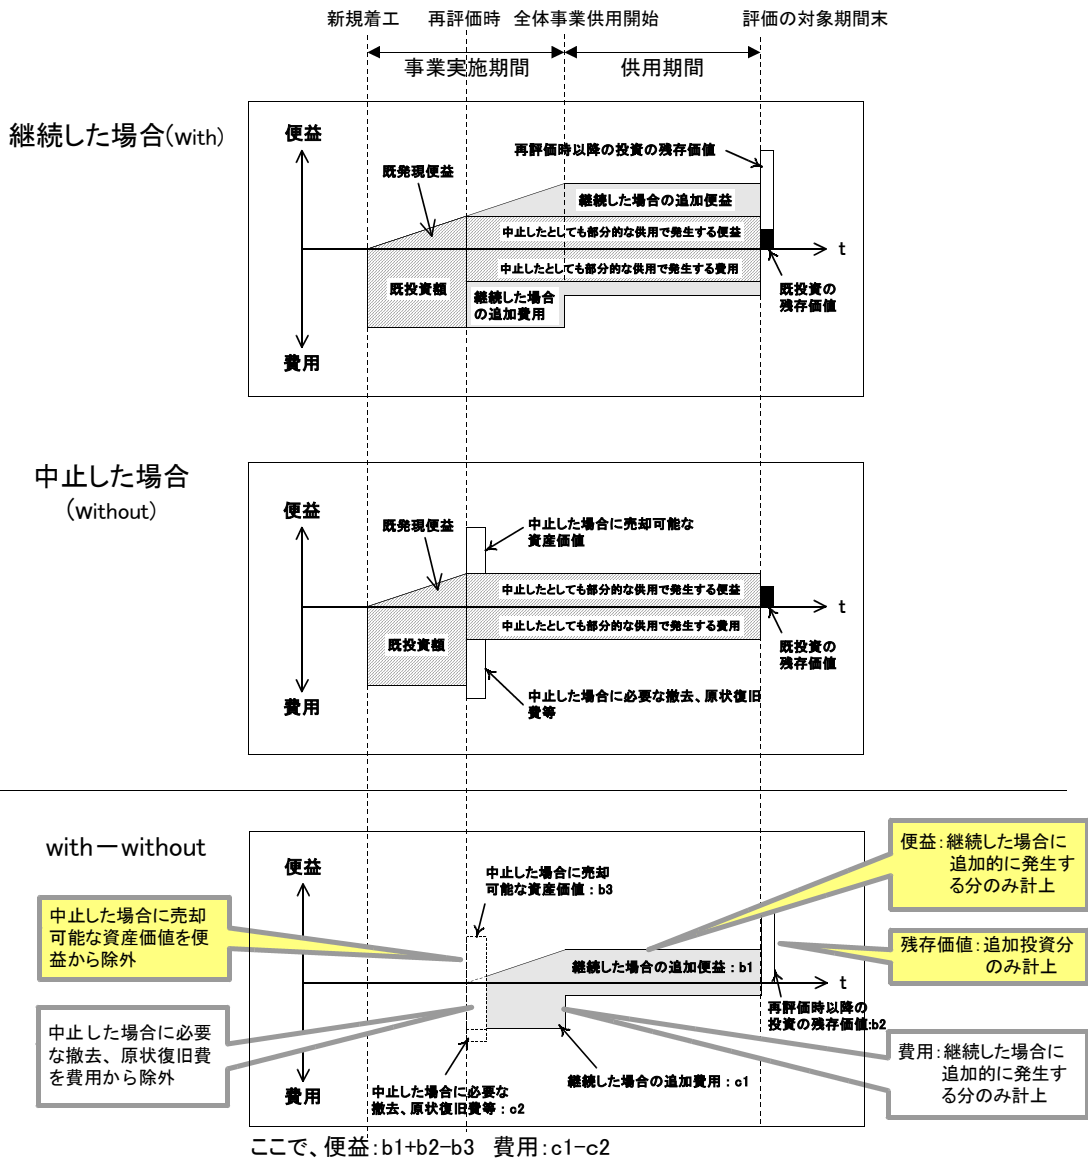 新規着工
再評価時
全体事業供用開始
評価の対象期間末
事業実施期間
供用期間
継続した場合(with)
便益
再評価時以降の投資の残存価値
既発現便益
継続した場合の追加便益
中止したとしても部分的な供用で発生する便益
t
中止したとしても部分的な供用で発生する費用
既投資額
継続した場合
の追加費用
既投資の
残存価値
費用
中止した場合
(without)
便益
既発現便益
中止した場合に売却可能な
資産価値
中止したとしても部分的な供用で発生する便益
t
中止したとしても部分的な供用で発生する費用
既投資額
既投資の
残存価値
費用
中止した場合に必要な撤去、原状復旧
費等
with－without
便益
中止した場合に売却
可能な資産価値：b3
便益：継続した場合に
追加的に発生す
る分のみ計上
中止した場合に売却
可能な資産価値を便
益から除外
残存価値：追加投資分
のみ計上
継続した場合の追加便益：b1
t
再評価時以降の
投資の残存価値:b2
中止した場合に必要
な撤去、原状復旧費
を費用から除外
費用：継続した場合に
追加的に発生す
る分のみ計上
継続した場合の追加費用：c1
費用
中止した場合に必要な
撤去、原状復旧費等：c2
ここで、便益：b1+b2-b3　費用：c1-c2